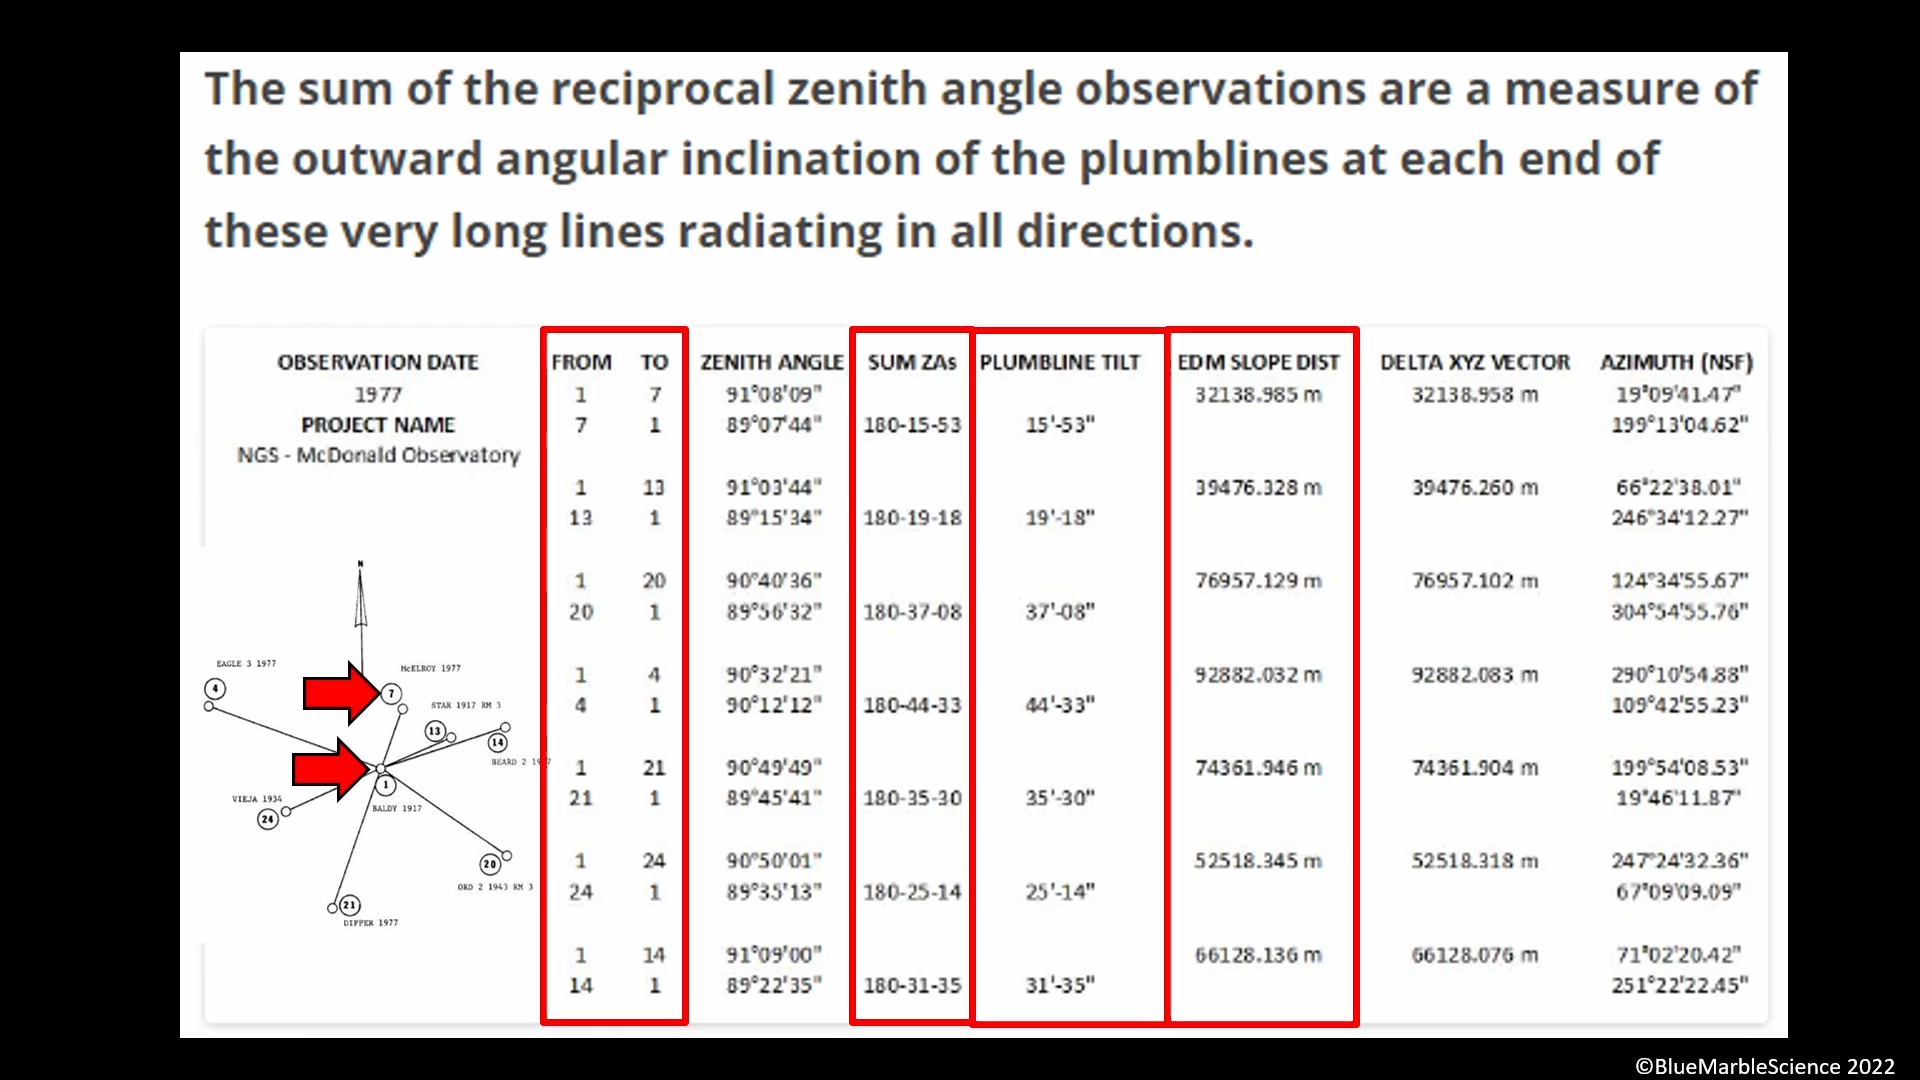 The sum of the reciprocal zenith angle observations are a measure of
the outward angular inclination of the plumblines at each end of
these very long lines radiating in all directions.
OBSERVATION DATE FROM TO ZENITH ANGLE SUM ZAs PLUMBLINE TILT EDM SLOPE DIST DELTA XYZ VECTOR AZIMUTH (NSF)
1977 1 7 91°08'09" 32138.985 m 32138.958 m 19°09'41.47"
PROJECT NAME 7 1 89°07'44" 180-15-53 15'-53" 199°13'04.62"
NGS - McDonald Observatory
1 13 91°03'44" 39476.328 m 39476.260 m 66°22'38.01"
13 1 89°15'34" 180-19-18 19'-18" 246°34'12.27"
1 20 90°40'36" 76957.129 m 76957.102 m 124°34'55.67"
20 1 89°56'32" 180-37-08 37'-08" 304°54'55.76"
1 4 90°32'21" 92882.032 m 92882.083 m 290°10'54.88"
4 1 90°12'12" 180-44-33 44'-33" 109°42'55.23"
1 21 90°49'49" 74361.946 m 74361.904 m 199°54'08.53"
21 1 89°45'41" 180-35-30 35'-30" 19°46'11.87"
1 24 90°50'01" 52518.345 m 52518.318 m 247°24'32.36"
24 1 89°35'13" 180-25-14 25'-14" 67°09'09.09"
1 14 91°09'00" 66128.136 m 66128.076 m 71°02'20.42"
14 1 89°22'35" 180-31-35 31'-35" 251°22'22.45"
N
EAGLE 3 1977
4
McELROY 1977
7
STAR 1917 RM 3
13
14
BEARD 2
1
BALDY 1917
VIEJA 1934
24
20
ORD 2 1943 RM 3
21
DIPPER 1977
©BlueMarbleScience 2022